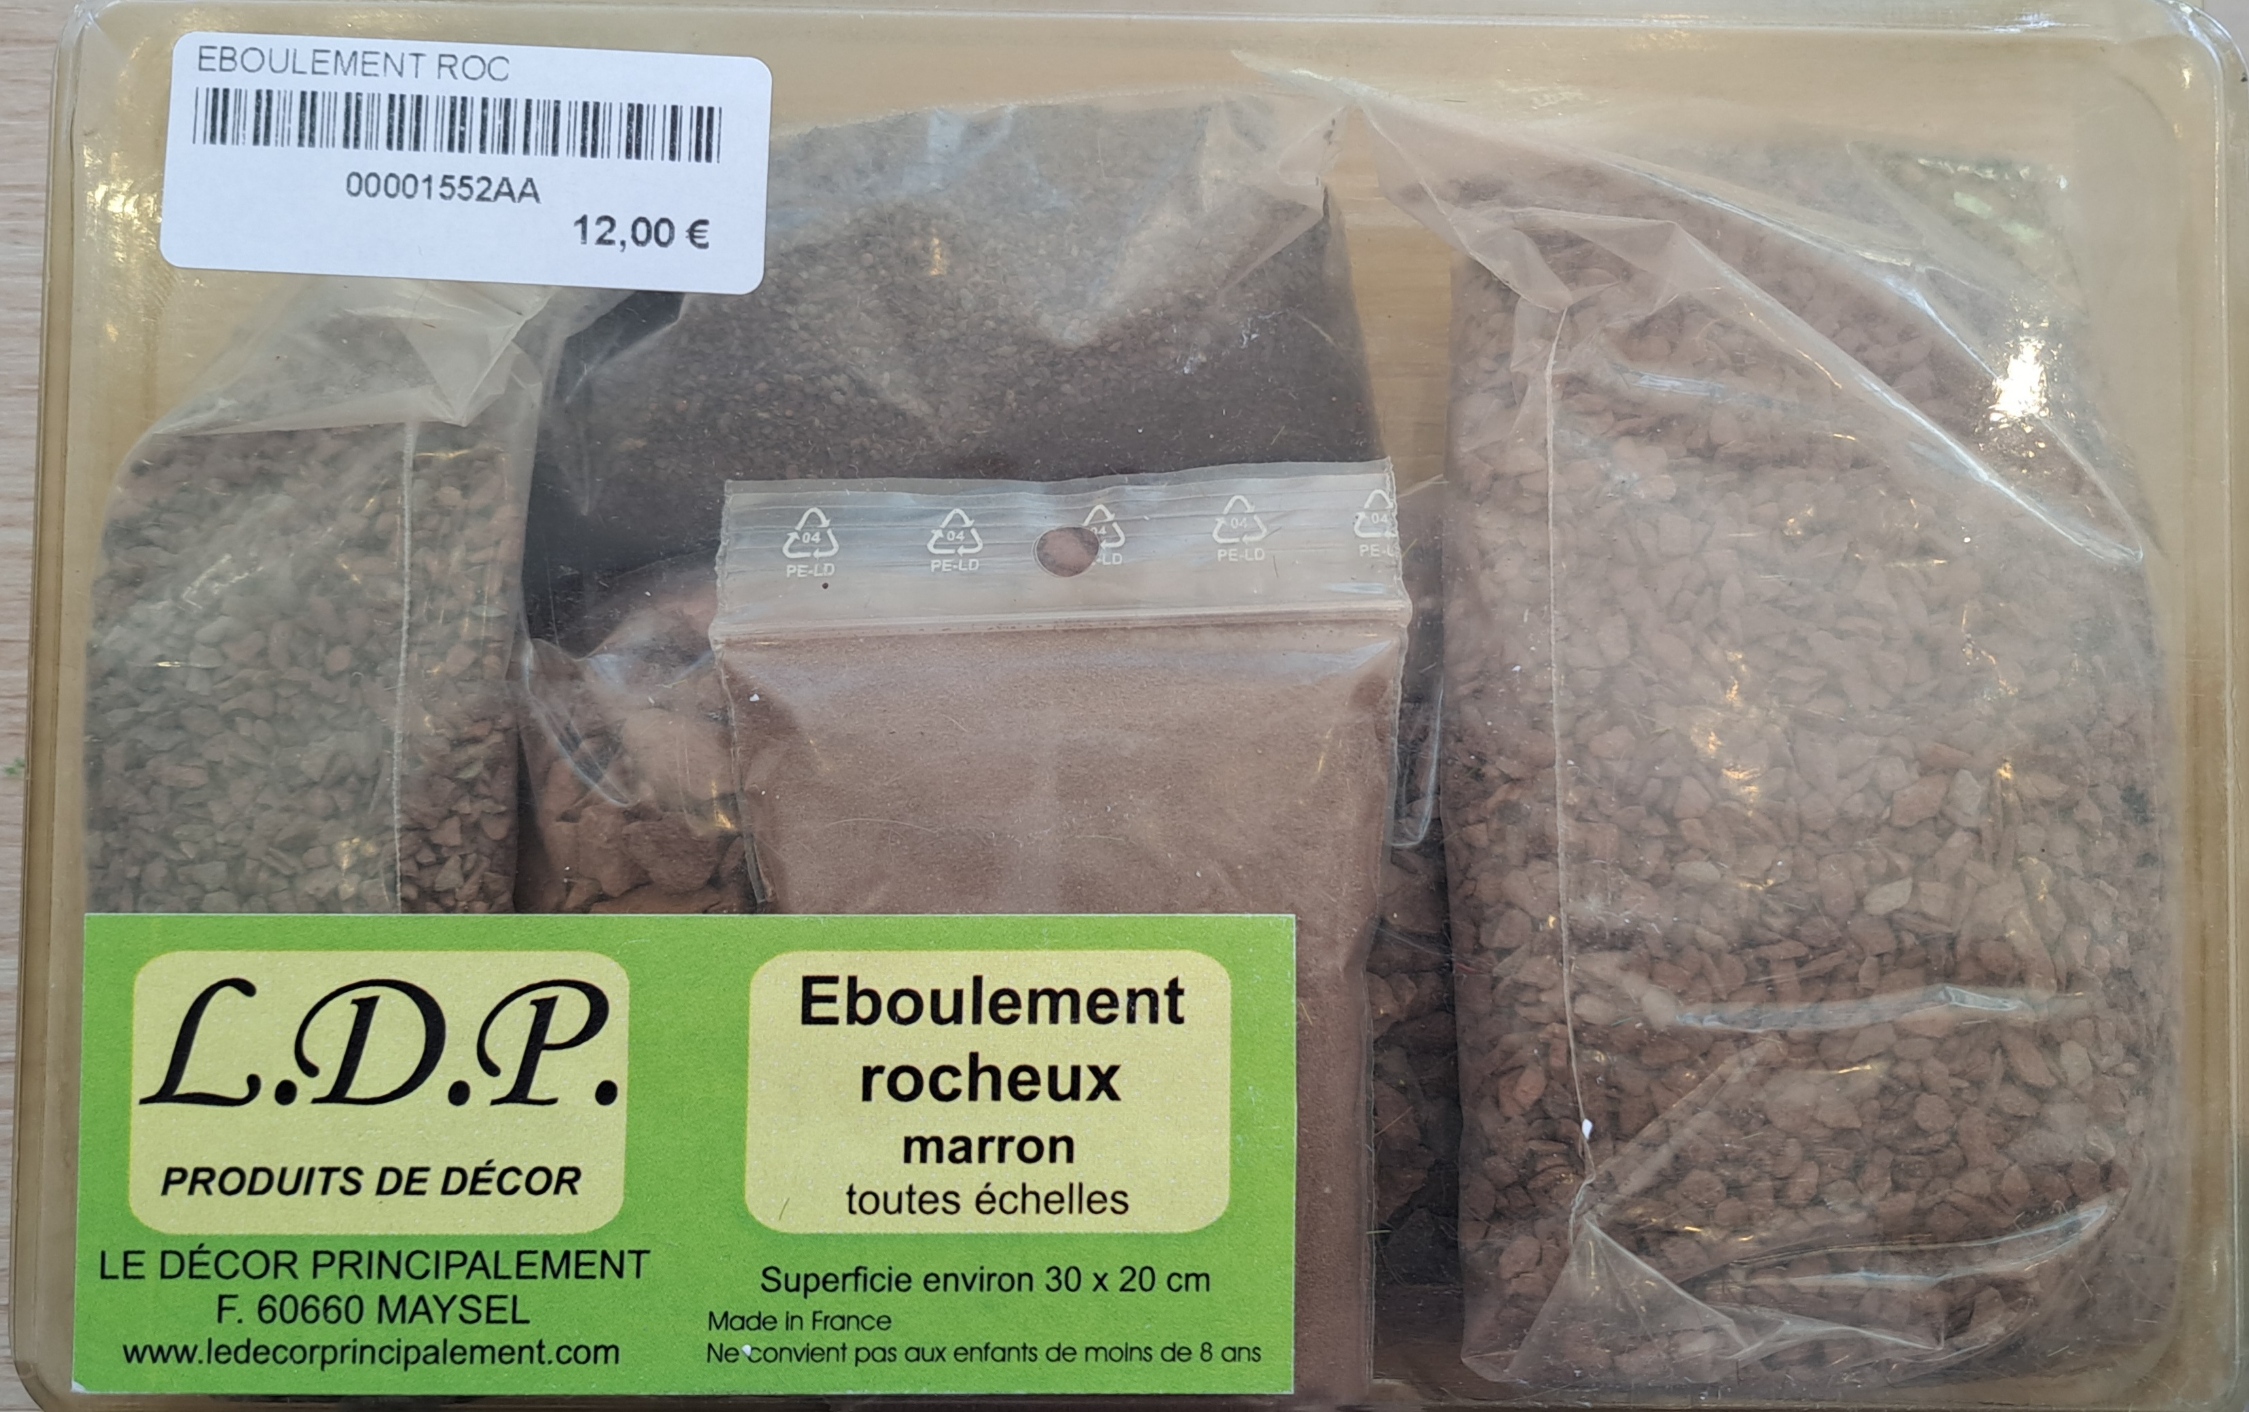 EBOULEMENT ROC
00001552AA
12,00 €
04 04 04 04 04
PE-LD PE-LD -LD PE-LD PE-L
L.D.P.
PRODUITS DE DÉCOR
LE DÉCOR PRINCIPALEMENT
F. 60660 MAYSEL
www.ledecorprincipalement.com
Eboulement
rocheux
marron
toutes échelles
Superficie environ 30 x 20 cm
Made in France
Ne convient pas aux enfants de moins de 8 ans